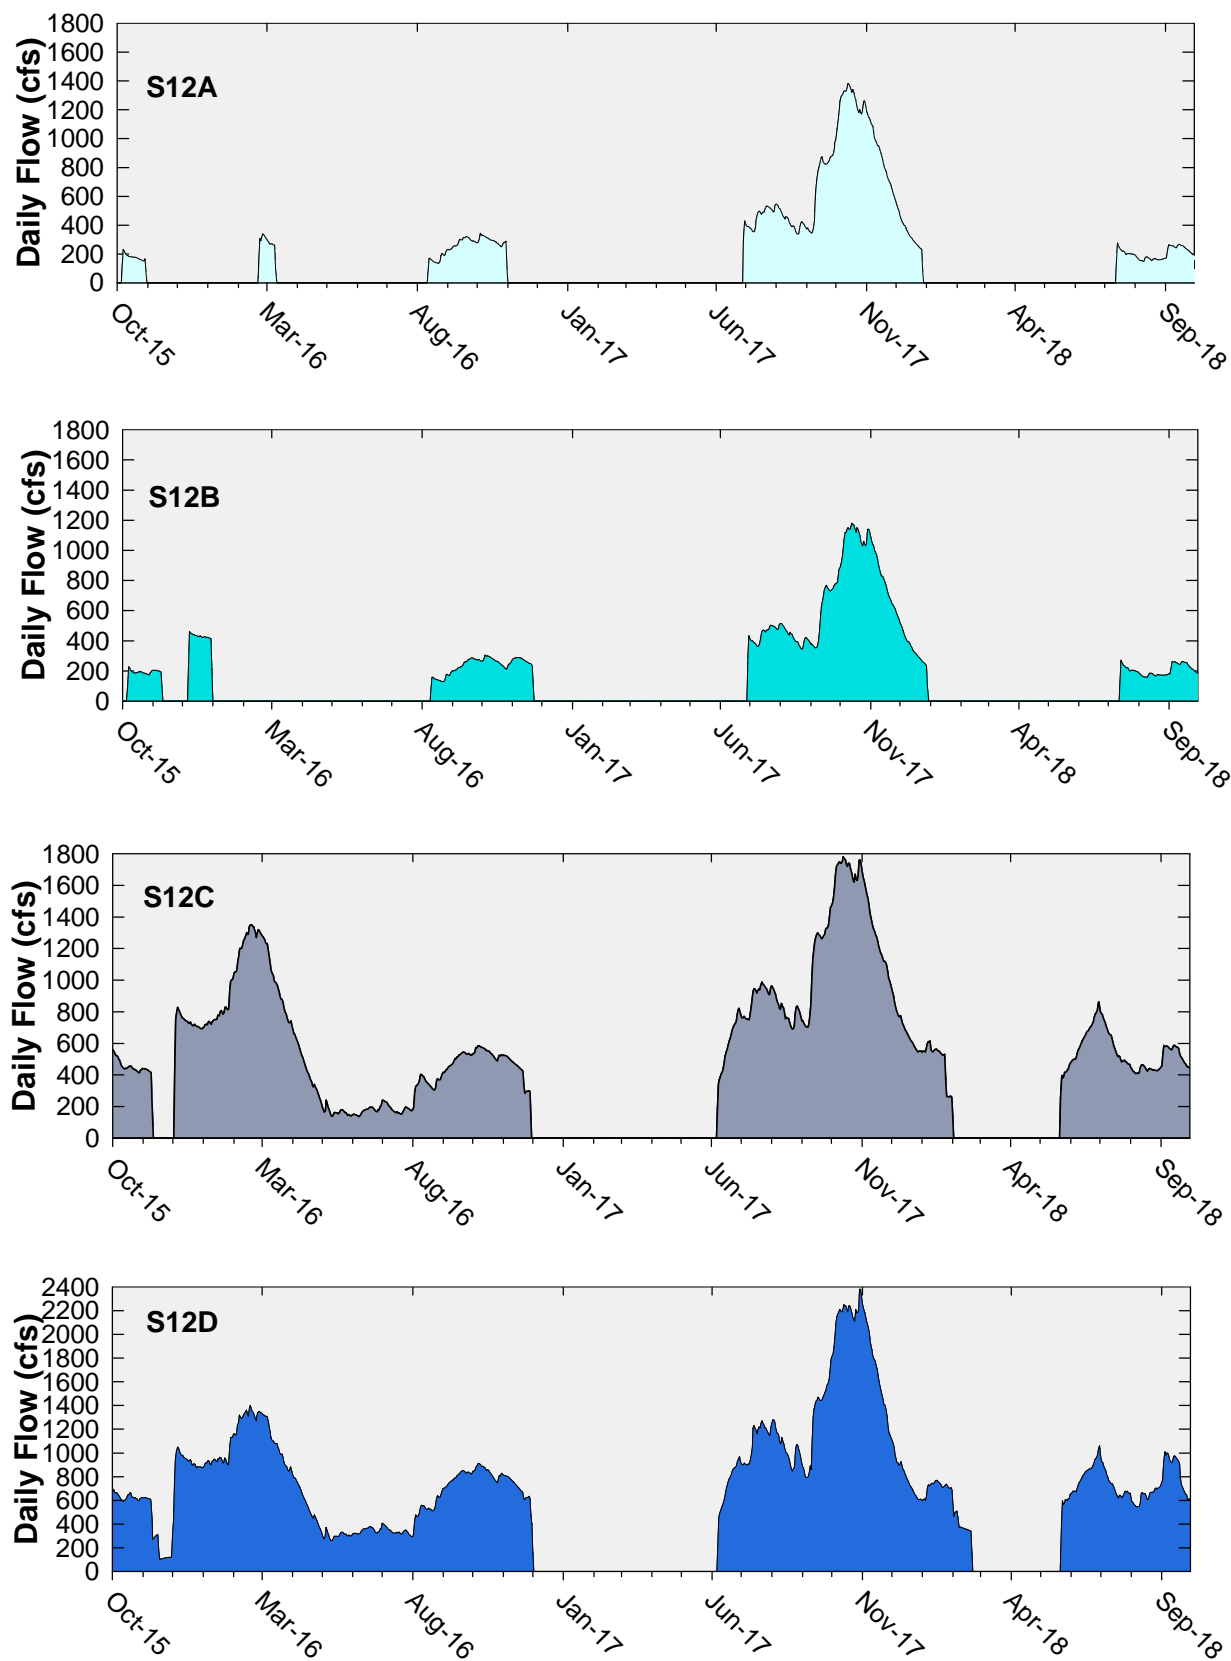 1800
1600
1400
1200
1000
800
600
400
200
0
Daily Flow (cfs)
S12A
Oct-15
Mar-16
Aug-16
Jan-17
Jun-17
Nov-17
Apr-18
Sep-18
1800
1600
1400
1200
1000
800
600
400
200
0
Daily Flow (cfs)
S12B
Oct-15
Mar-16
Aug-16
Jan-17
Jun-17
Nov-17
Apr-18
Sep-18
1800
1600
1400
1200
1000
800
600
400
200
0
Daily Flow (cfs)
S12C
Oct-15
Mar-16
Aug-16
Jan-17
Jun-17
Nov-17
Apr-18
Sep-18
2400
2200
2000
1800
1600
1400
1200
1000
800
600
400
200
0
Daily Flow (cfs)
S12D
Oct-15
Mar-16
Aug-16
Jan-17
Jun-17
Nov-17
Apr-18
Sep-18